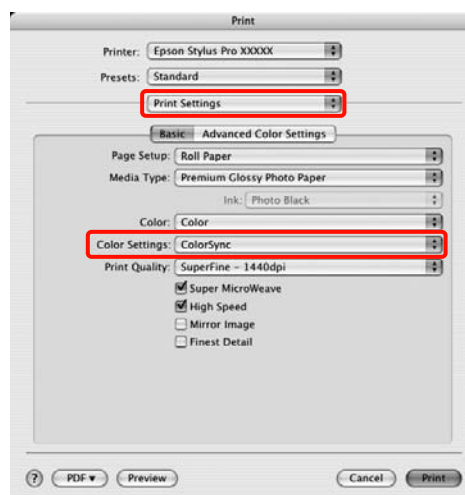 Print
Printer: Epson Stylus Pro XXXXX
Presets: Standard
Print Settings
Basic Advanced Color Settings
Page Setup: Roll Paper
Media Type: Premium Glossy Photo Paper
Ink: Photo Black
Color: Color
Color Settings: ColorSync
Print Quality: SuperFine - 1440dpi
Super MicroWeave
High Speed
Mirror Image
Finest Detail
? PDF Preview Cancel Print